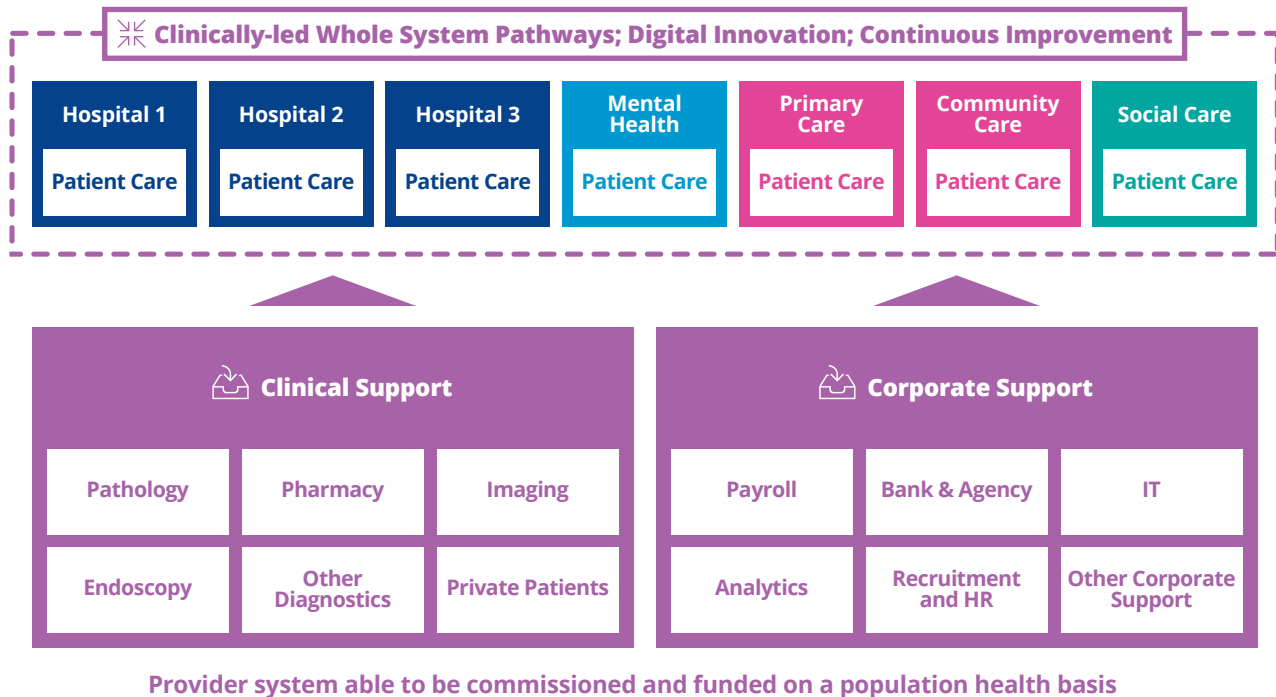 Clinically-led Whole System Pathways; Digital Innovation; Continuous Improvement
Hospital 1
Patient Care
Hospital 2
Patient Care
Hospital 3
Patient Care
Mental
Health
Patient Care
Primary
Care
Patient Care
Community
Care
Patient Care
Social Care
Patient Care
Clinical Support
Pathology
Pharmacy
Imaging
Endoscopy
Other
Diagnostics
Private Patients
Corporate Support
Payroll
Bank & Agency
IT
Analytics
Recruitment
and HR
Other Corporate
Support
Provider system able to be commissioned and funded on a population health basis